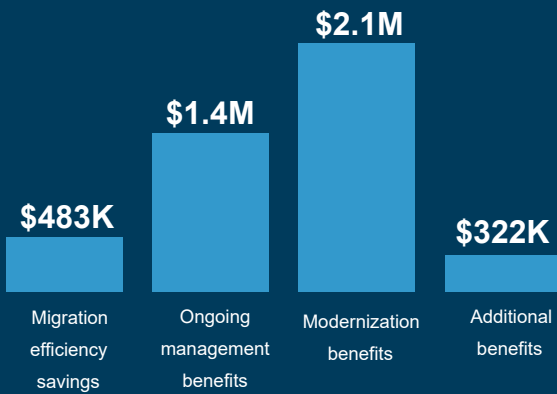 $2.1M
$1.4M
$483K
$322K
Migration
efficiency
savings
Ongoing
management
benefits
Modernization
benefits
Additional
benefits